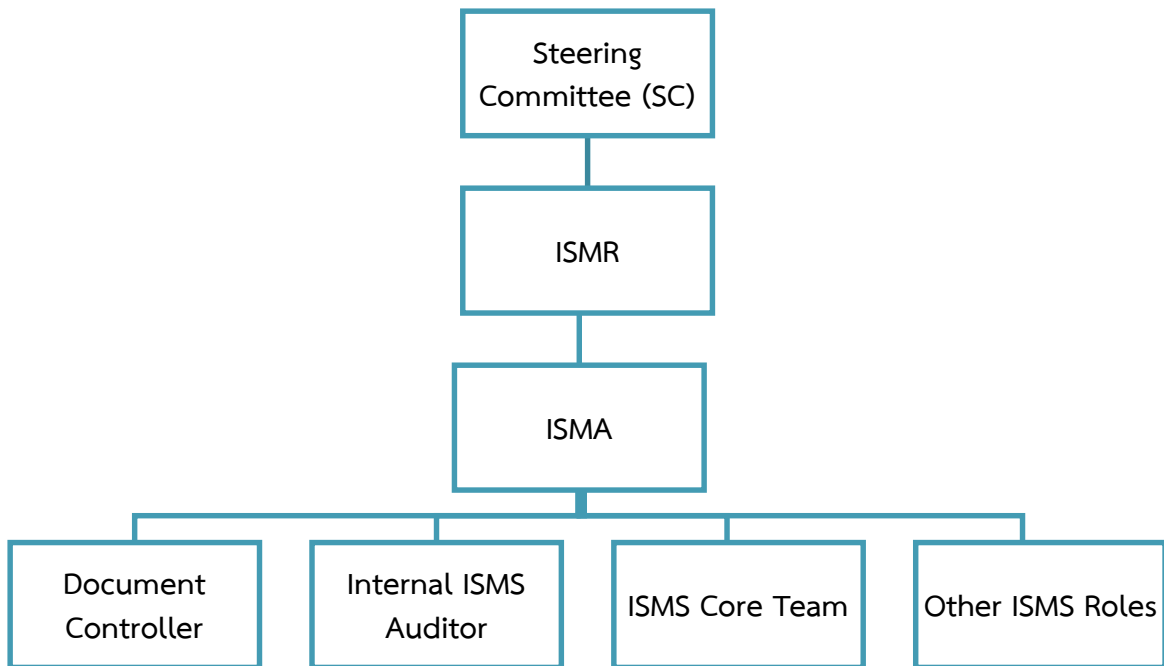 Steering
Committee (SC)
ISMR
ISMA
Document
Controller
Internal ISMS
Auditor
ISMS Core Team
Other ISMS Roles